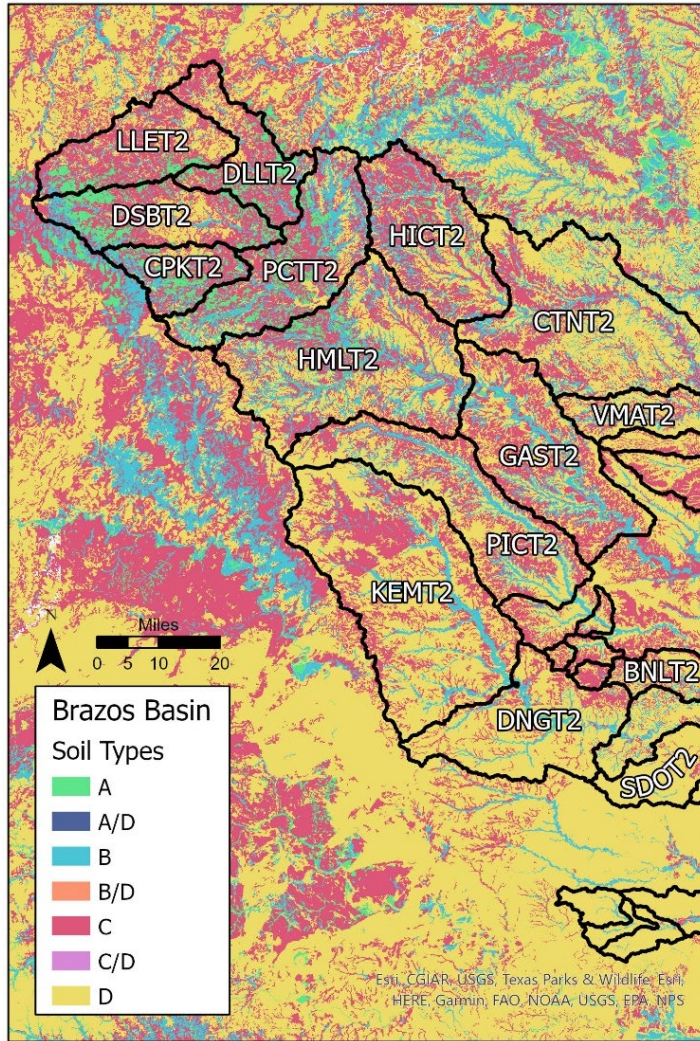 LLET2
DLLT2
DSBT2
HICT2
CPKT2
PCTT2
CTNT2
HMLT2
VMAT2
GAST2
PICT2
KEMT2
N
Miles
0 5 10 20
BNLT2
DNGT2
SDOT2
Brazos Basin
Soil Types
A
A/D
B
B/D
C
C/D
D
Esri, CGIAR, USGS, Texas Parks & Wildlife, Esri,
HERE, Garmin, FAO, NOAA, USGS, EPA, NPS